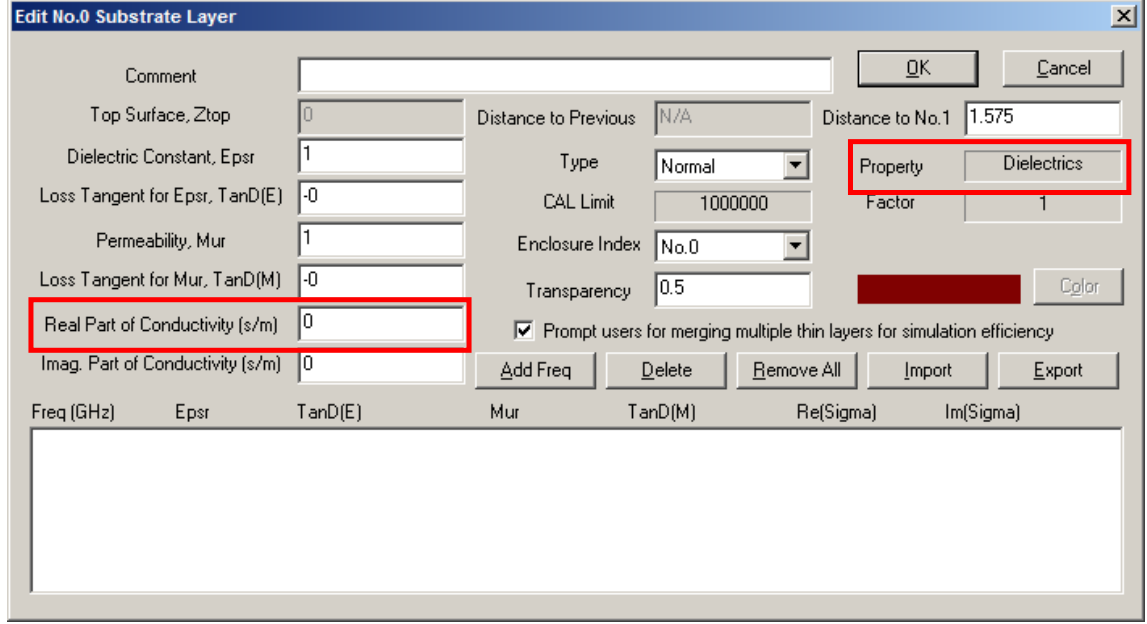 Edit No.0 Substrate Layer
Comment
OK
Cancel
Top Surface, Ztop 0
Distance to Previous N/A
Distance to No.1 1.575
Dielectric Constant, Epsr 1
Type Normal
Property Dielectrics
Loss Tangent for Epsr, TanD(E) -0
CAL Limit 1000000
Factor 1
Permeability, Mur 1
Enclosure Index No.0
Loss Tangent for Mur, TanD(M) -0
Transparency 0.5
Color
Real Part of Conductivity (s/m) 0
Prompt users for merging multiple thin layers for simulation efficiency
Imag. Part of Conductivity (s/m) 0
Add Freq
Delete
Remove All
Import
Export
Freq (GHz) Epsr TanD(E) Mur TanD(M) Re(Sigma) Im(Sigma)